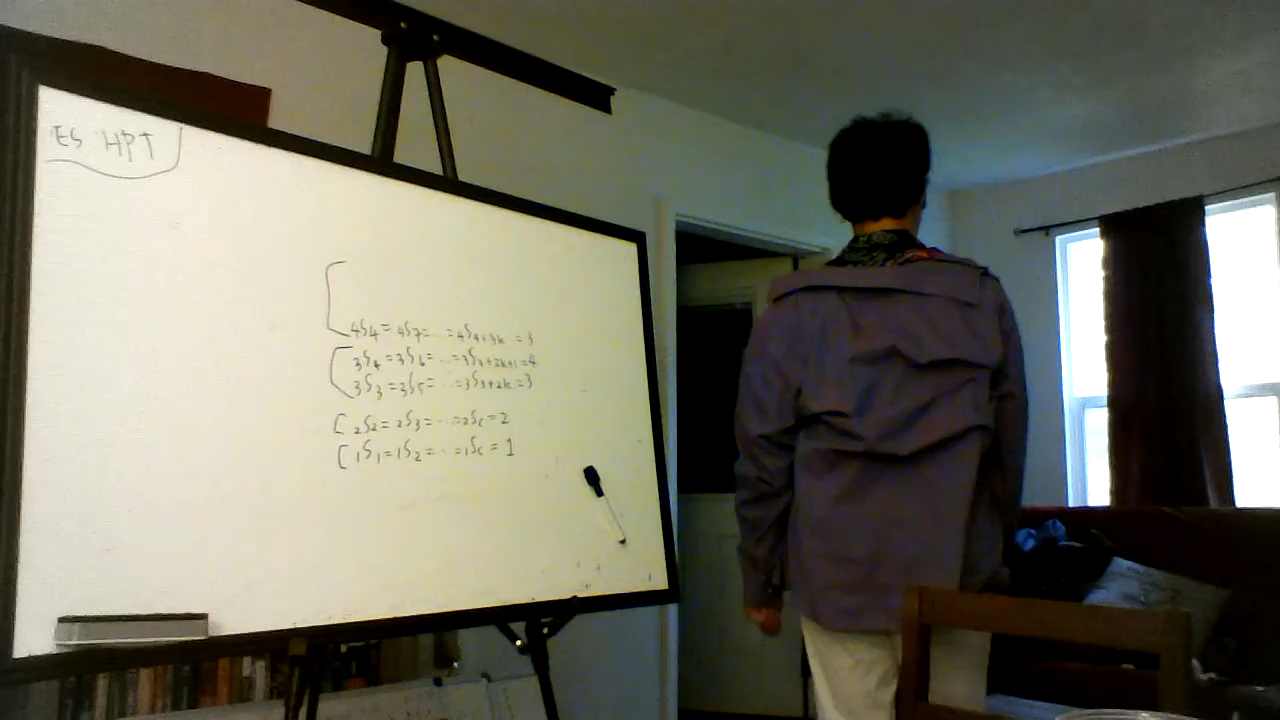 ES HPT
4S4 = 4S7 = ... = 4S4+3k = 3
3S4 = 3S6 = ... = 3S3+2k+1 = 4
3S3 = 3S5 = ... = 3S3+2k = 3
[ 2S2 = 2S3 = ... = 2Sc = 2
[ 1S1 = 1S2 = ... = 1Sc = 1